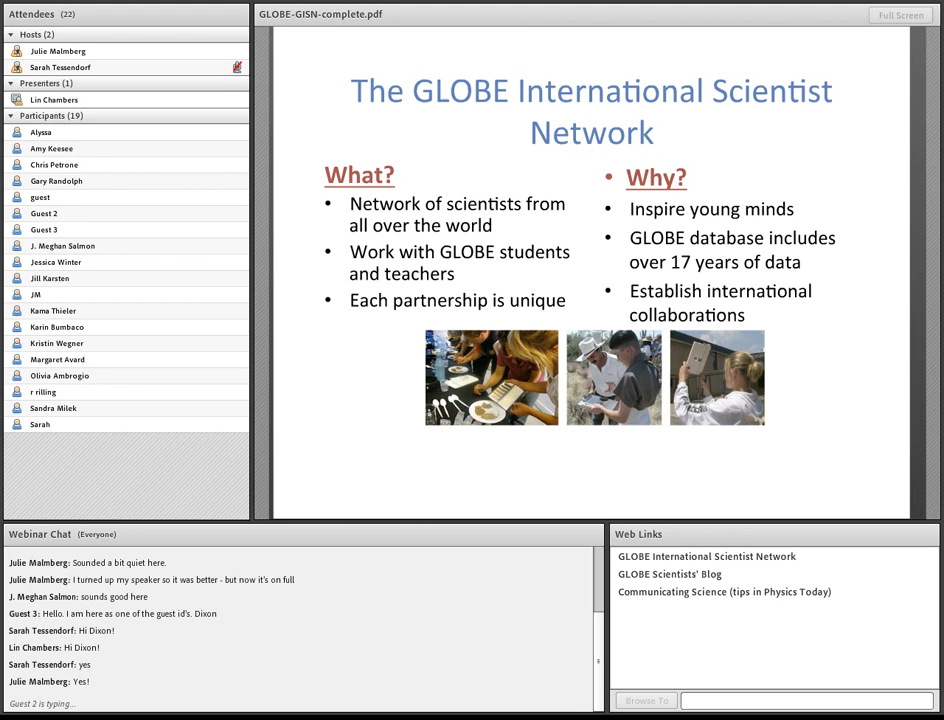 Attendees (22)
Hosts (2)
Julie Malmberg
Sarah Tessendorf
Presenters (1)
Lin Chambers
Participants (19)
Alyssa
Amy Keesee
Chris Petrone
Gary Randolph
guest
Guest 2
Guest 3
J. Meghan Salmon
Jessica Winter
Jill Karsten
JM
Kama Thieler
Karin Bumbaco
Kristin Wegner
Margaret Avard
Olivia Ambrogio
r rilling
Sandra Milek
Sarah
GLOBE-GISN-complete.pdf
Full Screen
The GLOBE International Scientist
Network
What?
• Network of scientists from
all over the world
• Work with GLOBE students
and teachers
• Each partnership is unique
• Why?
• Inspire young minds
• GLOBE database includes
over 17 years of data
• Establish international
collaborations
Webinar Chat (Everyone)
Julie Malmberg: Sounded a bit quiet here.
Julie Malmberg: I turned up my speaker so it was better - but now it's on full
J. Meghan Salmon: sounds good here
Guest 3: Hello. I am here as one of the guest id's. Dixon
Sarah Tessendorf: Hi Dixon!
Lin Chambers: Hi Dixon!
Sarah Tessendorf: yes
Julie Malmberg: Yes!
Guest 2 is typing...
Web Links
GLOBE International Scientist Network
GLOBE Scientists' Blog
Communicating Science (tips in Physics Today)
Browse To